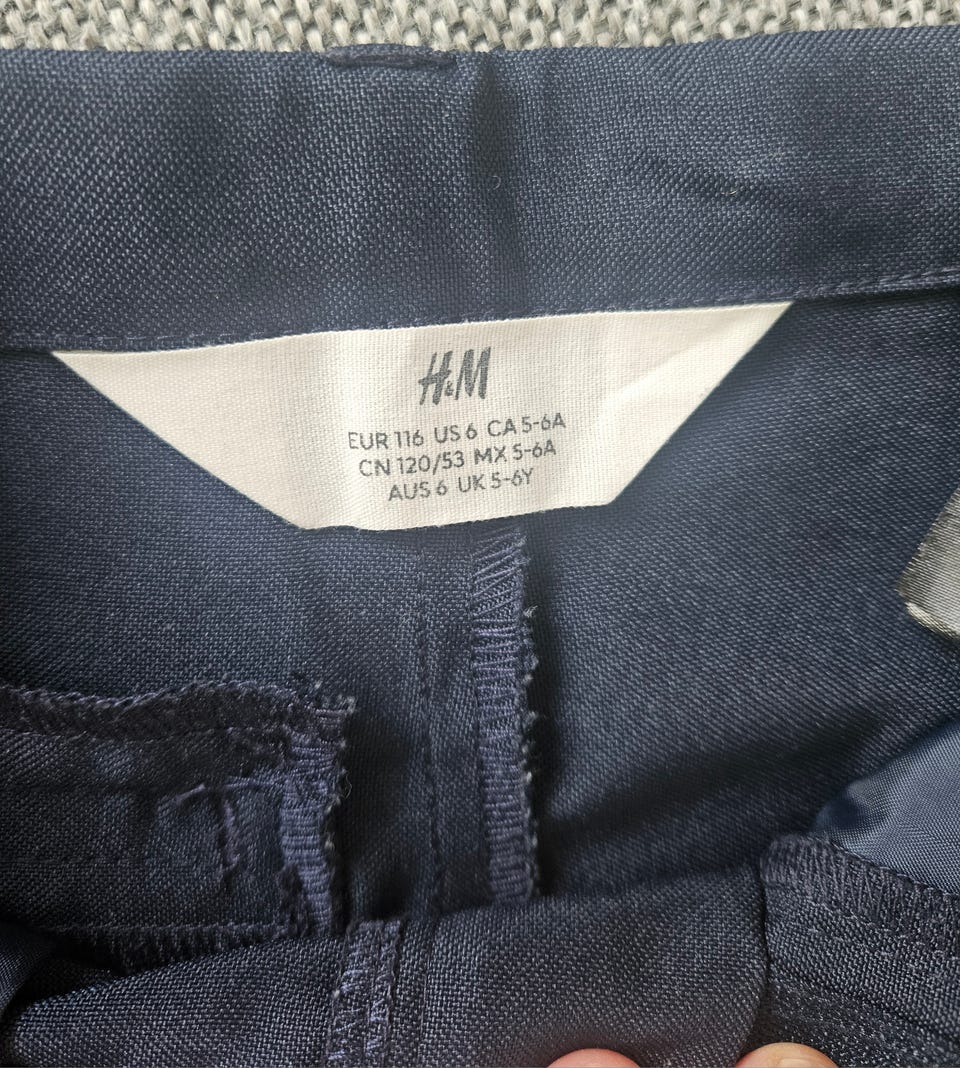 H&M
EUR 116 US 6 CA 5-6A
CN 120/53 MX 5-6A
AUS 6 UK 5-6Y